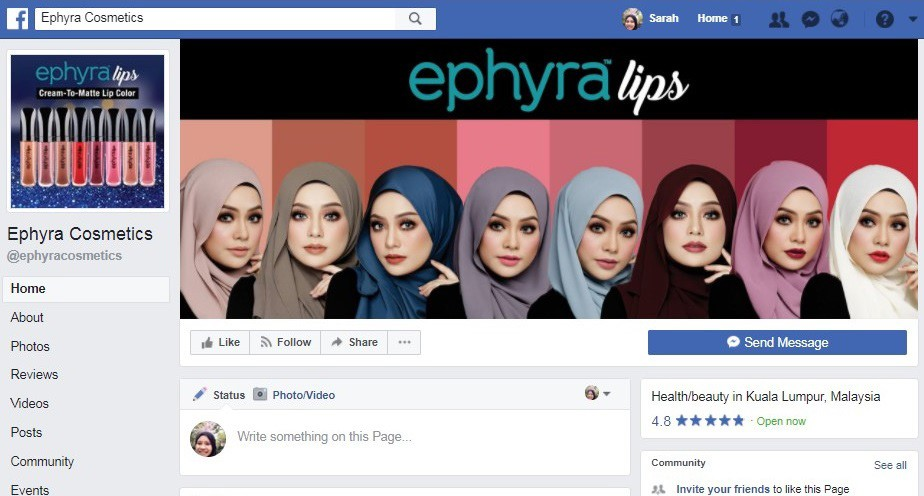 Ephyra Cosmetics
Sarah
Home 1
ephyra lips
Cream-To-Matte Lip Color
ephyra™ lips
Ephyra Cosmetics
@ephyracosmetics
Home
About
Photos
Reviews
Videos
Posts
Community
Events
Like
Follow
Share
Send Message
Status
Photo/Video
Write something on this Page...
Health/beauty in Kuala Lumpur, Malaysia
4.8 ★★★★★ · Open now
Community
See all
Invite your friends to like this Page